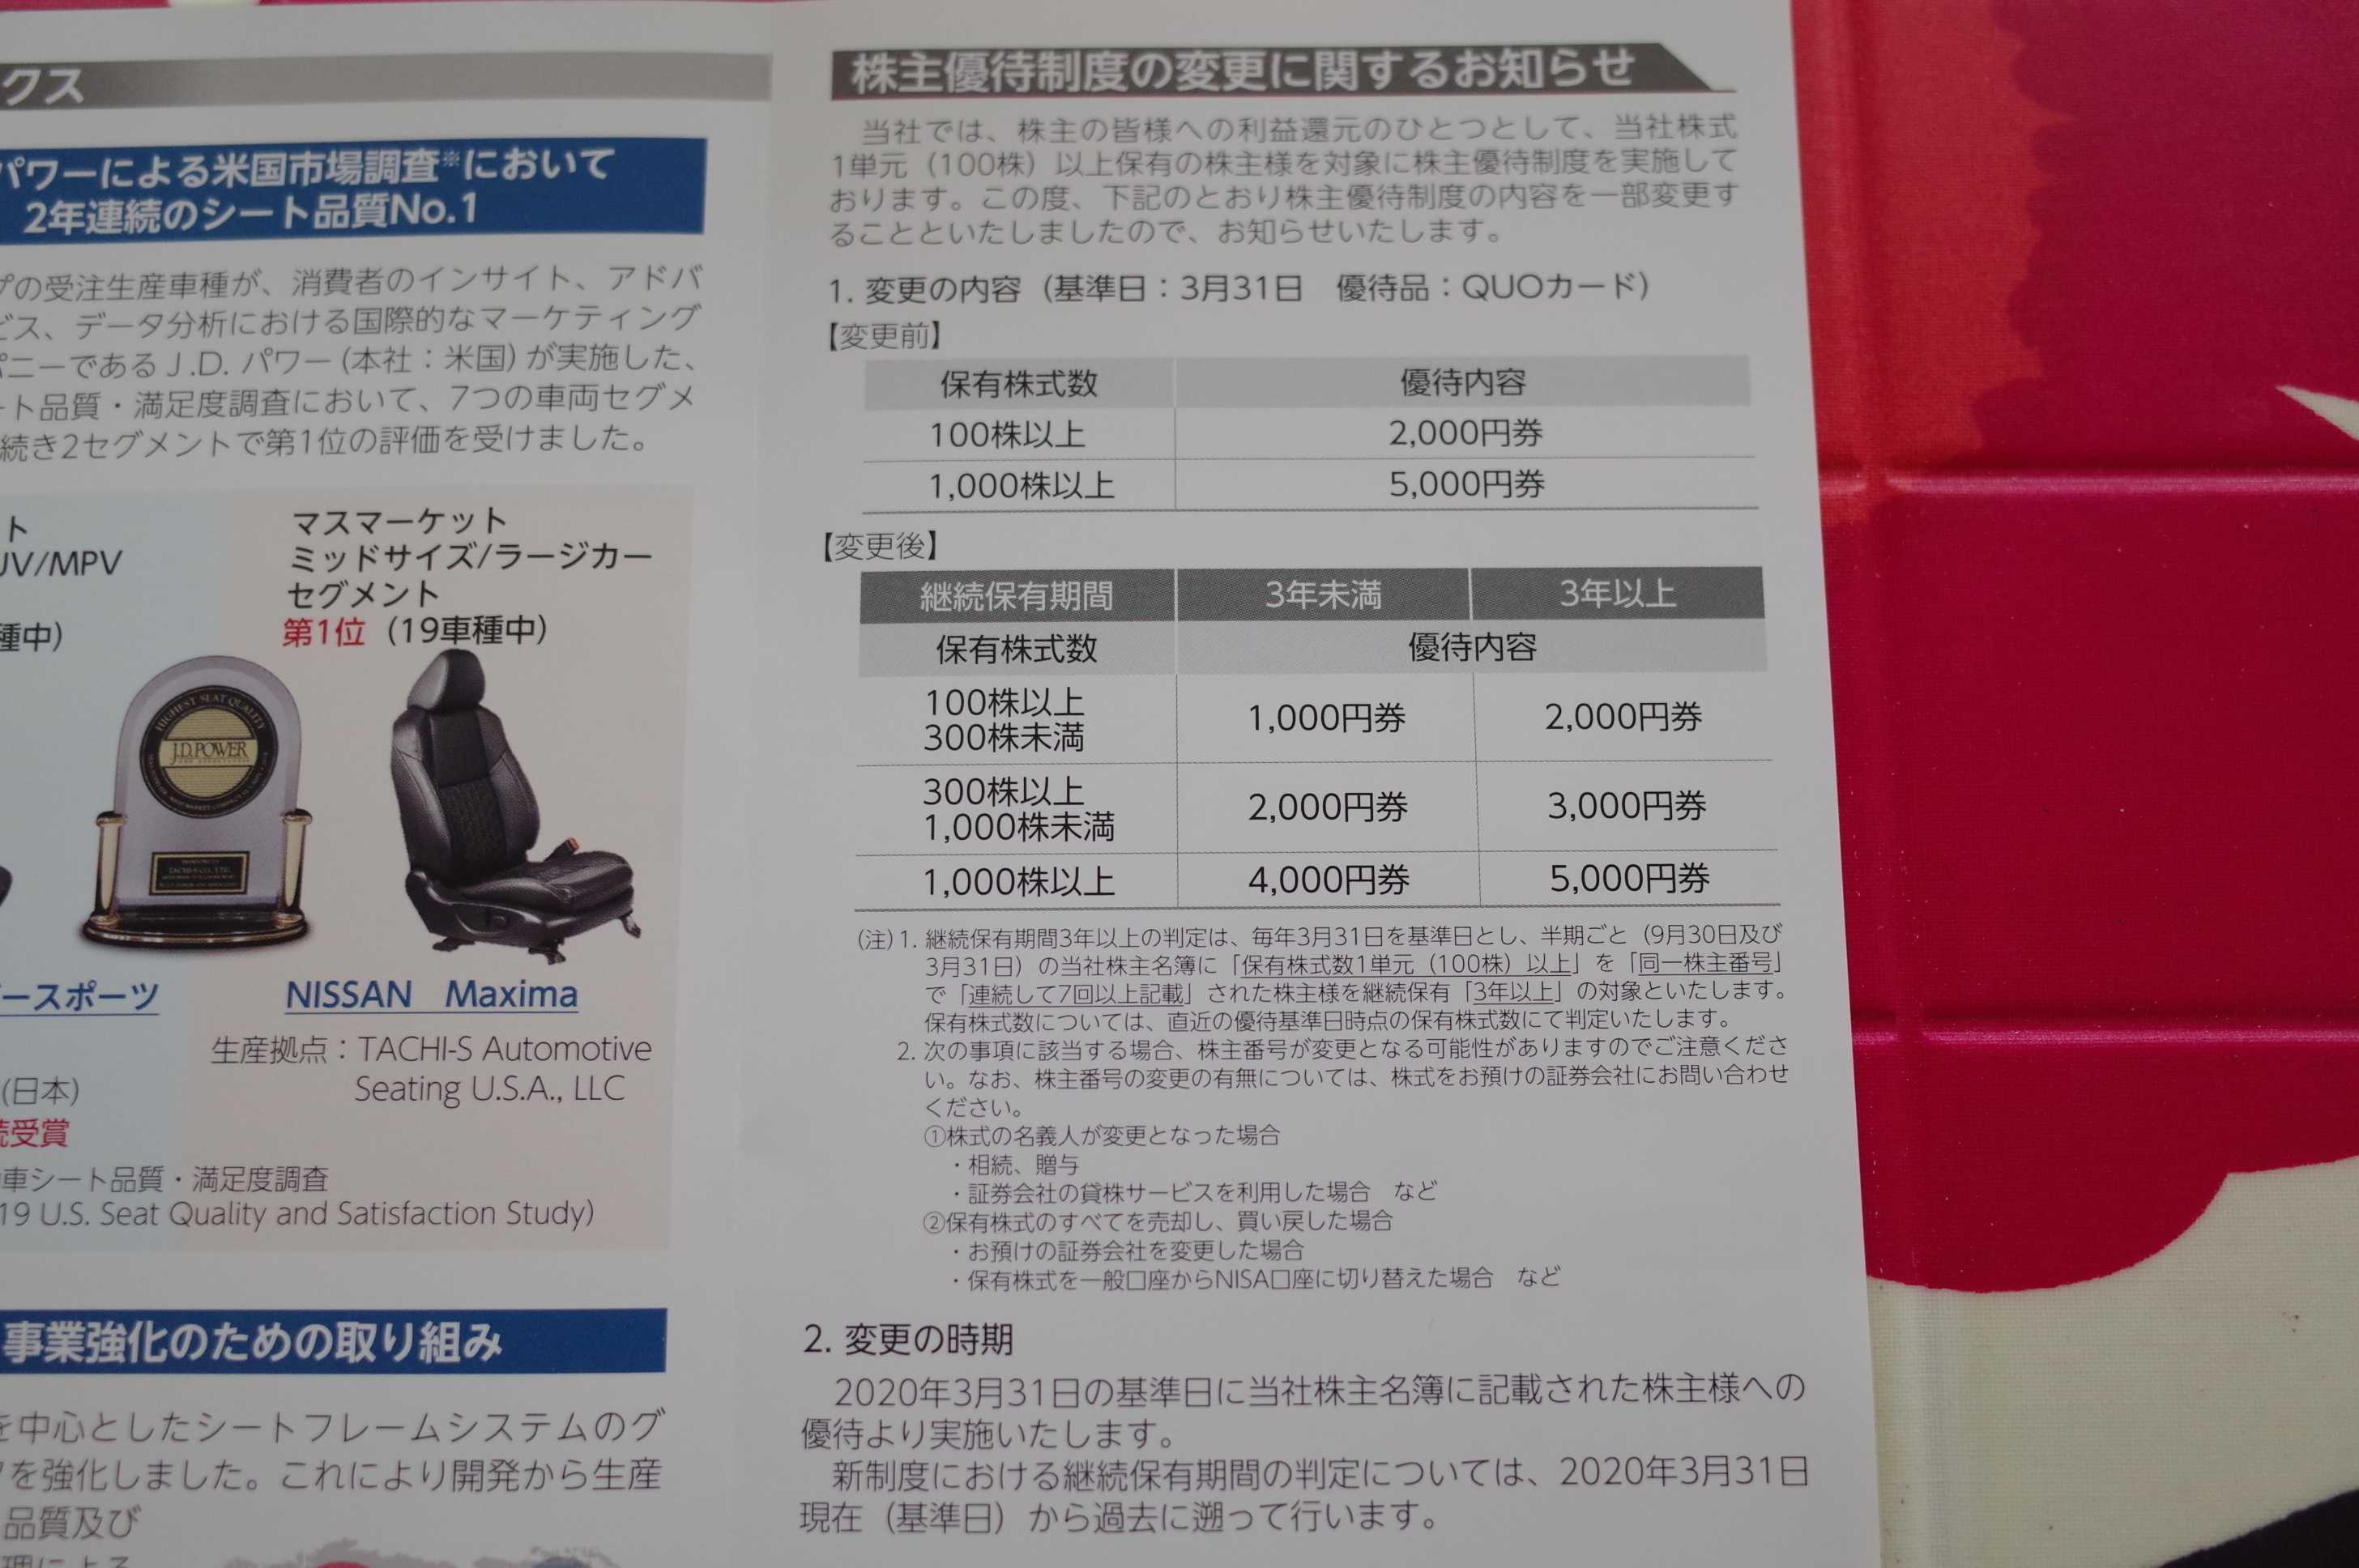 クス
パワーによる米国市場調査※において
2年連続のシート品質No.1
プの受注生産車種が、消費者のインサイト、アドバ
ビス、データ分析における国際的なマーケティング
パニーであるJ.D. パワー(本社：米国)が実施した、
ート品質・満足度調査において、7つの車両セグメ
続き2セグメントで第1位の評価を受けました。
ト
UV/MPV
種中)
マスマーケット
ミッドサイズ/ラージカー
セグメント
第1位（19車種中）
HIGHEST SEAT QUALITY
J.D.POWER
ースポーツ
NISSAN Maxima
生産拠点：TACHI-S Automotive
Seating U.S.A., LLC
(日本)
続受賞
車シート品質・満足度調査
19 U.S. Seat Quality and Satisfaction Study)
事業強化のための取り組み
を中心としたシートフレームシステムのグ
を強化しました。これにより開発から生産
品質及び
理による
株主優待制度の変更に関するお知らせ
当社では、株主の皆様への利益還元のひとつとして、当社株式
1単元（100株）以上保有の株主様を対象に株主優待制度を実施して
おります。この度、下記のとおり株主優待制度の内容を一部変更す
ることといたしましたので、お知らせいたします。
1. 変更の内容（基準日：3月31日　優待品：QUOカード）
【変更前】
保有株式数 優待内容
100株以上 2,000円券
1,000株以上 5,000円券
【変更後】
継続保有期間 3年未満 3年以上
保有株式数 優待内容
100株以上
300株未満 1,000円券 2,000円券
300株以上
1,000株未満 2,000円券 3,000円券
1,000株以上 4,000円券 5,000円券
(注) 1. 継続保有期間3年以上の判定は、毎年3月31日を基準日とし、半期ごと（9月30日及び
3月31日）の当社株主名簿に「保有株式数1単元（100株）以上」を「同一株主番号」
で「連続して7回以上記載」された株主様を継続保有「3年以上」の対象といたします。
保有株式数については、直近の優待基準日時点の保有株式数にて判定いたします。
2. 次の事項に該当する場合、株主番号が変更となる可能性がありますのでご注意くださ
い。なお、株主番号の変更の有無については、株式をお預けの証券会社にお問い合わせ
ください。
①株式の名義人が変更となった場合
・相続、贈与
・証券会社の貸株サービスを利用した場合　など
②保有株式のすべてを売却し、買い戻した場合
・お預けの証券会社を変更した場合
・保有株式を一般口座からNISA口座に切り替えた場合　など
2. 変更の時期
2020年3月31日の基準日に当社株主名簿に記載された株主様への
優待より実施いたします。
新制度における継続保有期間の判定については、2020年3月31日
現在（基準日）から過去に遡って行います。